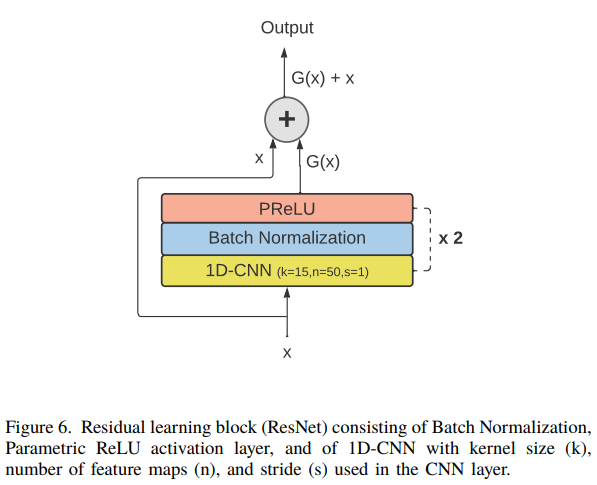 Output
G(x) + x
+
x
G(x)
PReLU
Batch Normalization
x 2
1D-CNN (k=15,n=50,s=1)
x
Figure 6. Residual learning block (ResNet) consisting of Batch Normalization,
Parametric ReLU activation layer, and of 1D-CNN with kernel size (k),
number of feature maps (n), and stride (s) used in the CNN layer.